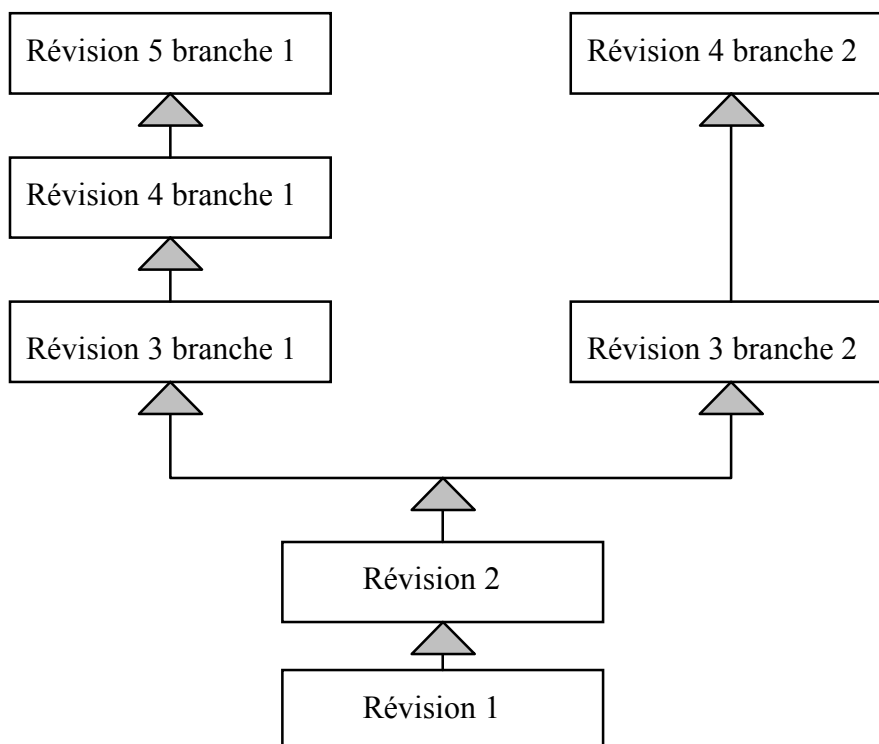 Révision 5 branche 1
Révision 4 branche 2
Révision 4 branche 1
Révision 3 branche 1
Révision 3 branche 2
Révision 2
Révision 1